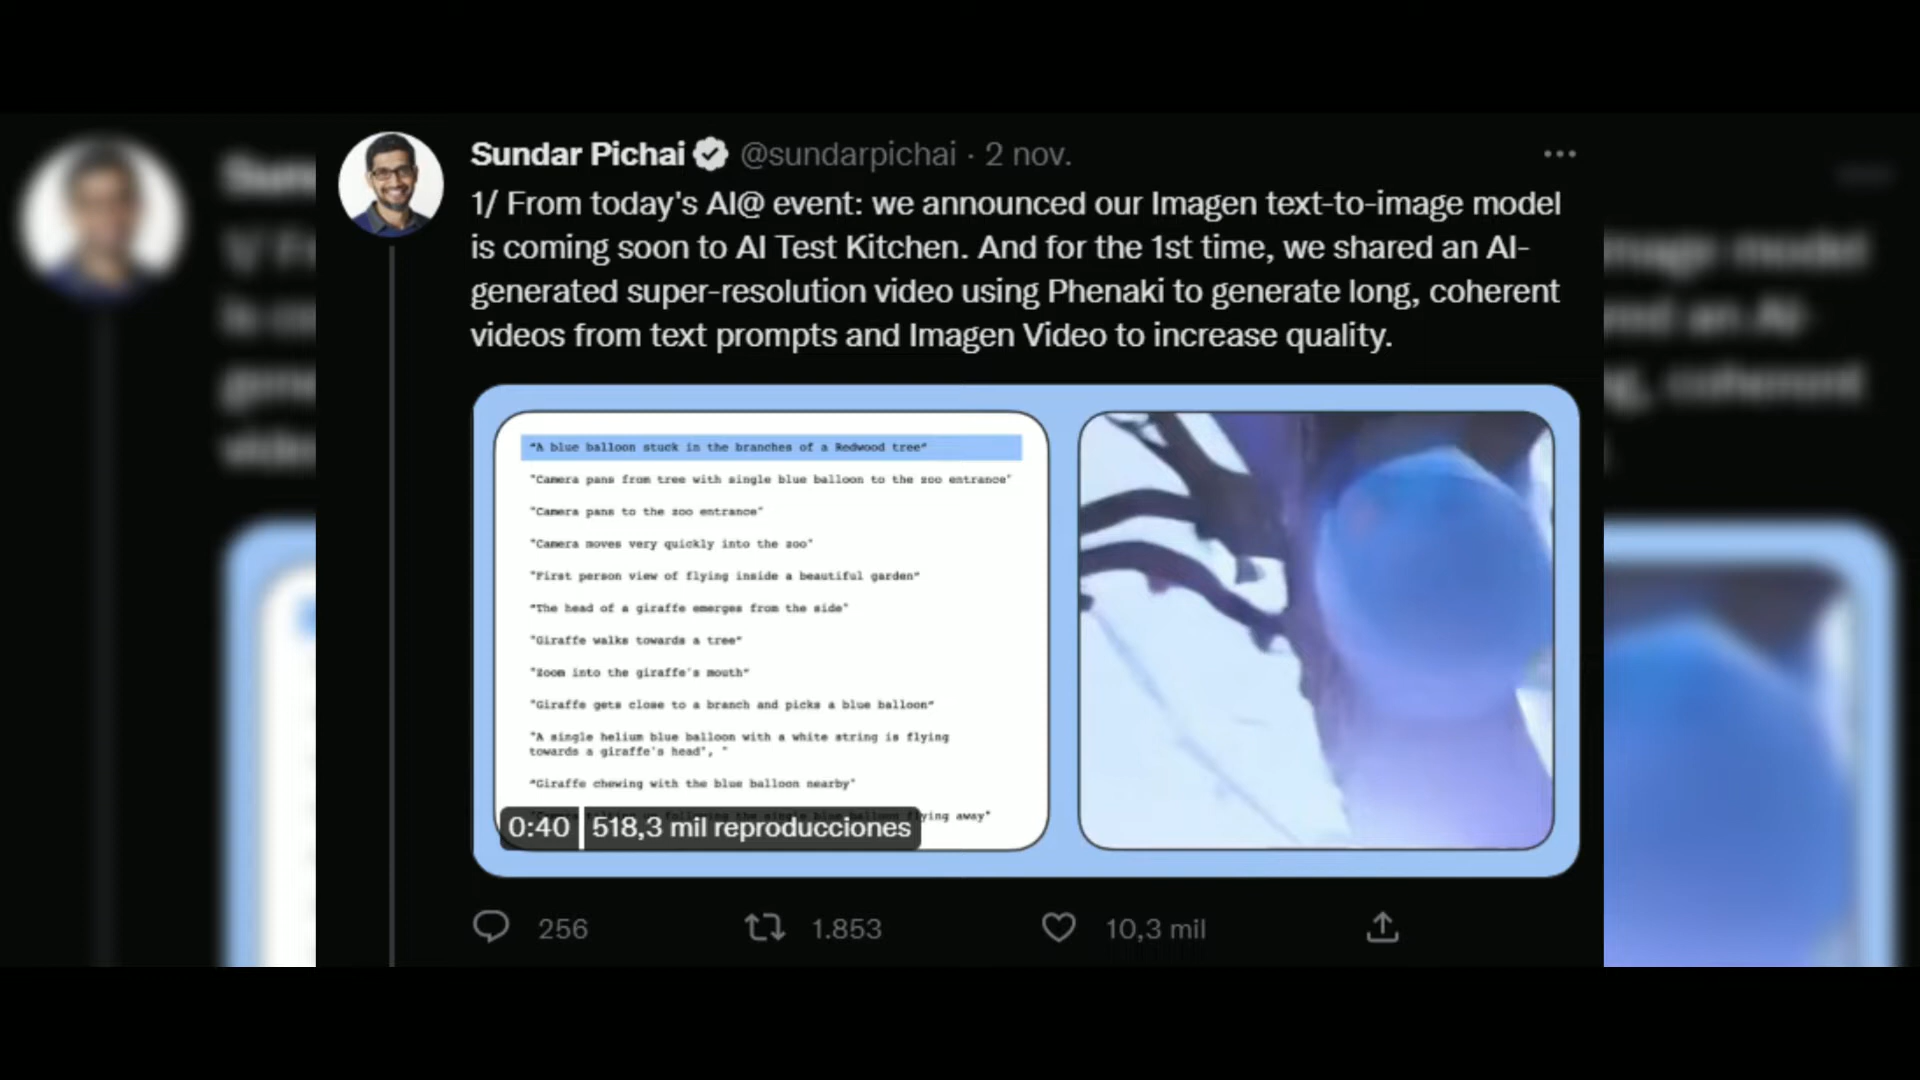 Sundar Pichai @sundarpichai · 2 nov.
1/ From today's AI@ event: we announced our Imagen text-to-image model
is coming soon to AI Test Kitchen. And for the 1st time, we shared an AI-
generated super-resolution video using Phenaki to generate long, coherent
videos from text prompts and Imagen Video to increase quality.
"A blue balloon stuck in the branches of a Redwood tree"
"Camera pans from tree with single blue balloon to the zoo entrance"
"Camera pans to the zoo entrance"
"Camera moves very quickly into the zoo"
"First person view of flying inside a beautiful garden"
"The head of a giraffe emerges from the side"
"Giraffe walks towards a tree"
"Zoom into the giraffe's mouth"
"Giraffe gets close to a branch and picks a blue balloon"
"A single helium blue balloon with a white string is flying
towards a giraffe's head", "
"Giraffe chewing with the blue balloon nearby"
following the single blue balloon flying away"
0:40 518,3 mil reproducciones
256 1.853 10,3 mil